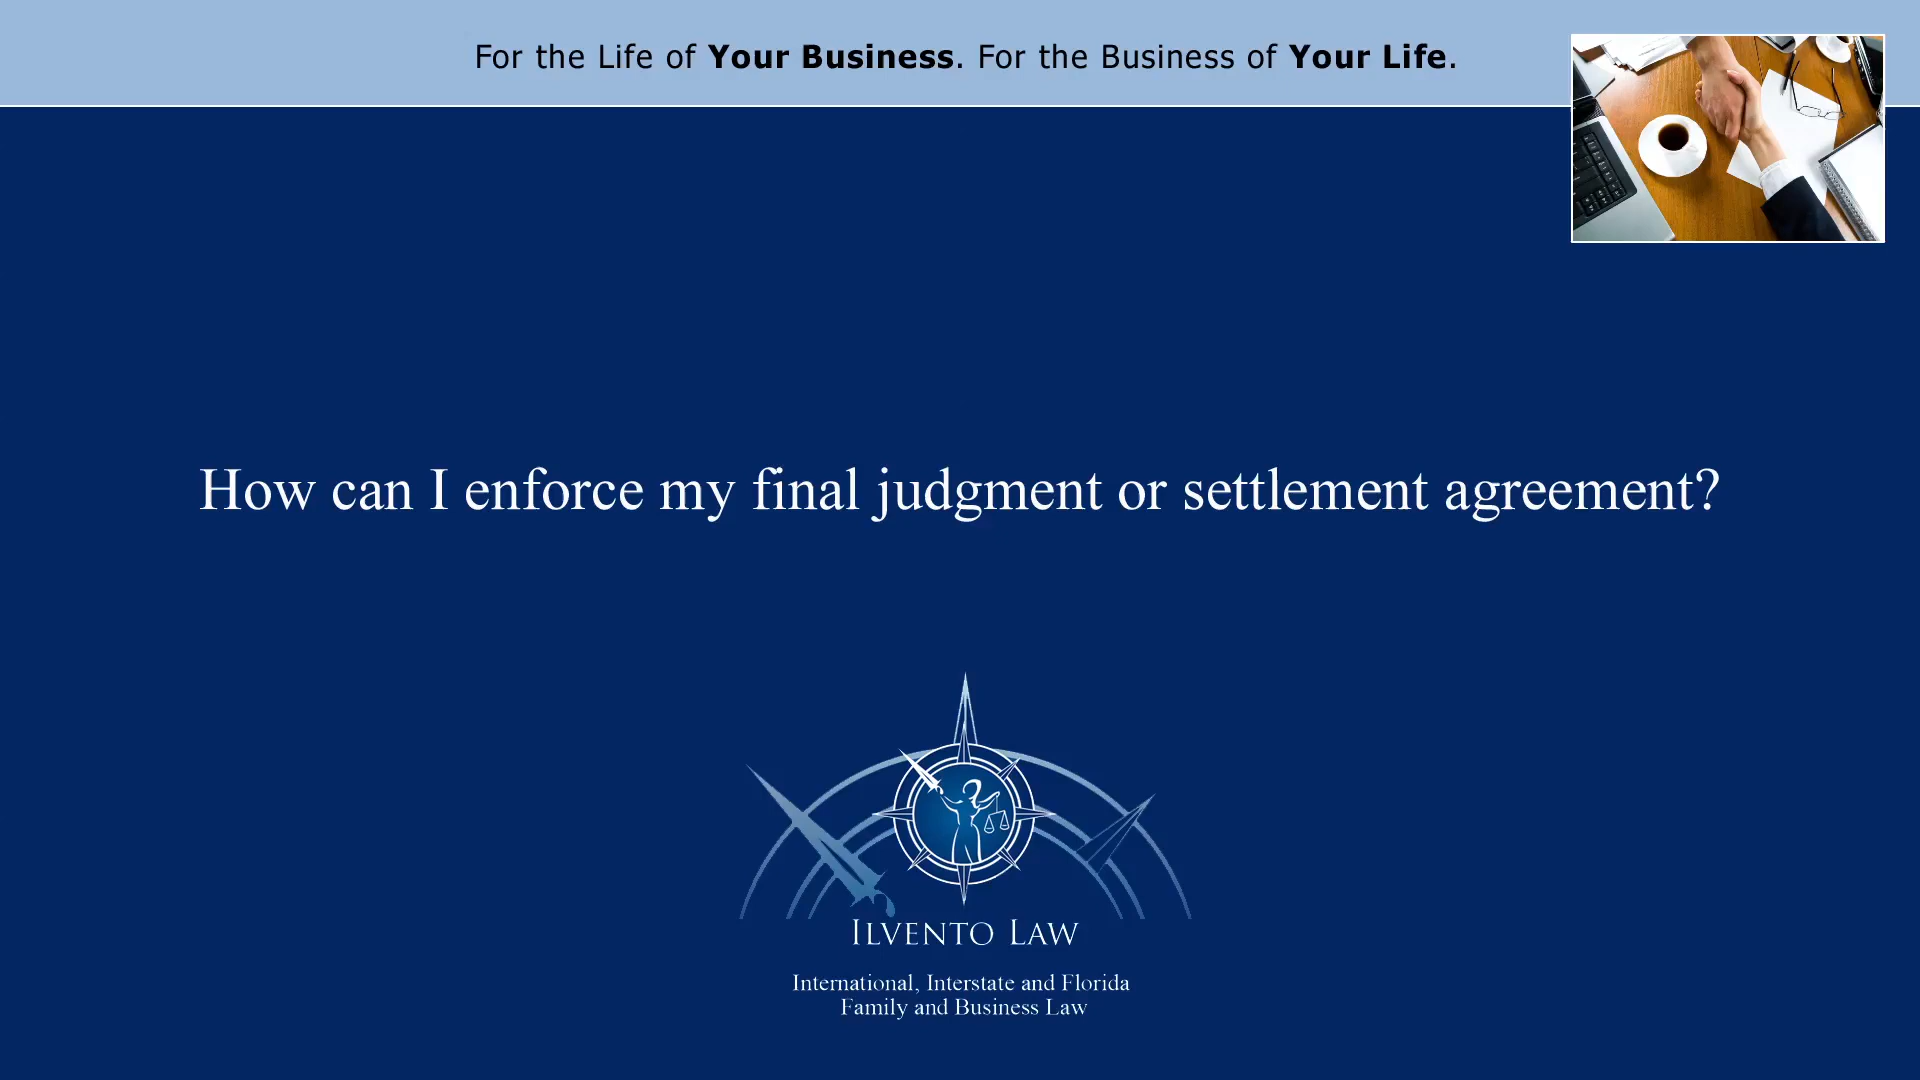 For the Life of Your Business. For the Business of Your Life.
How can I enforce my final judgment or settlement agreement?
ILVENTO LAW
International, Interstate and Florida
Family and Business Law